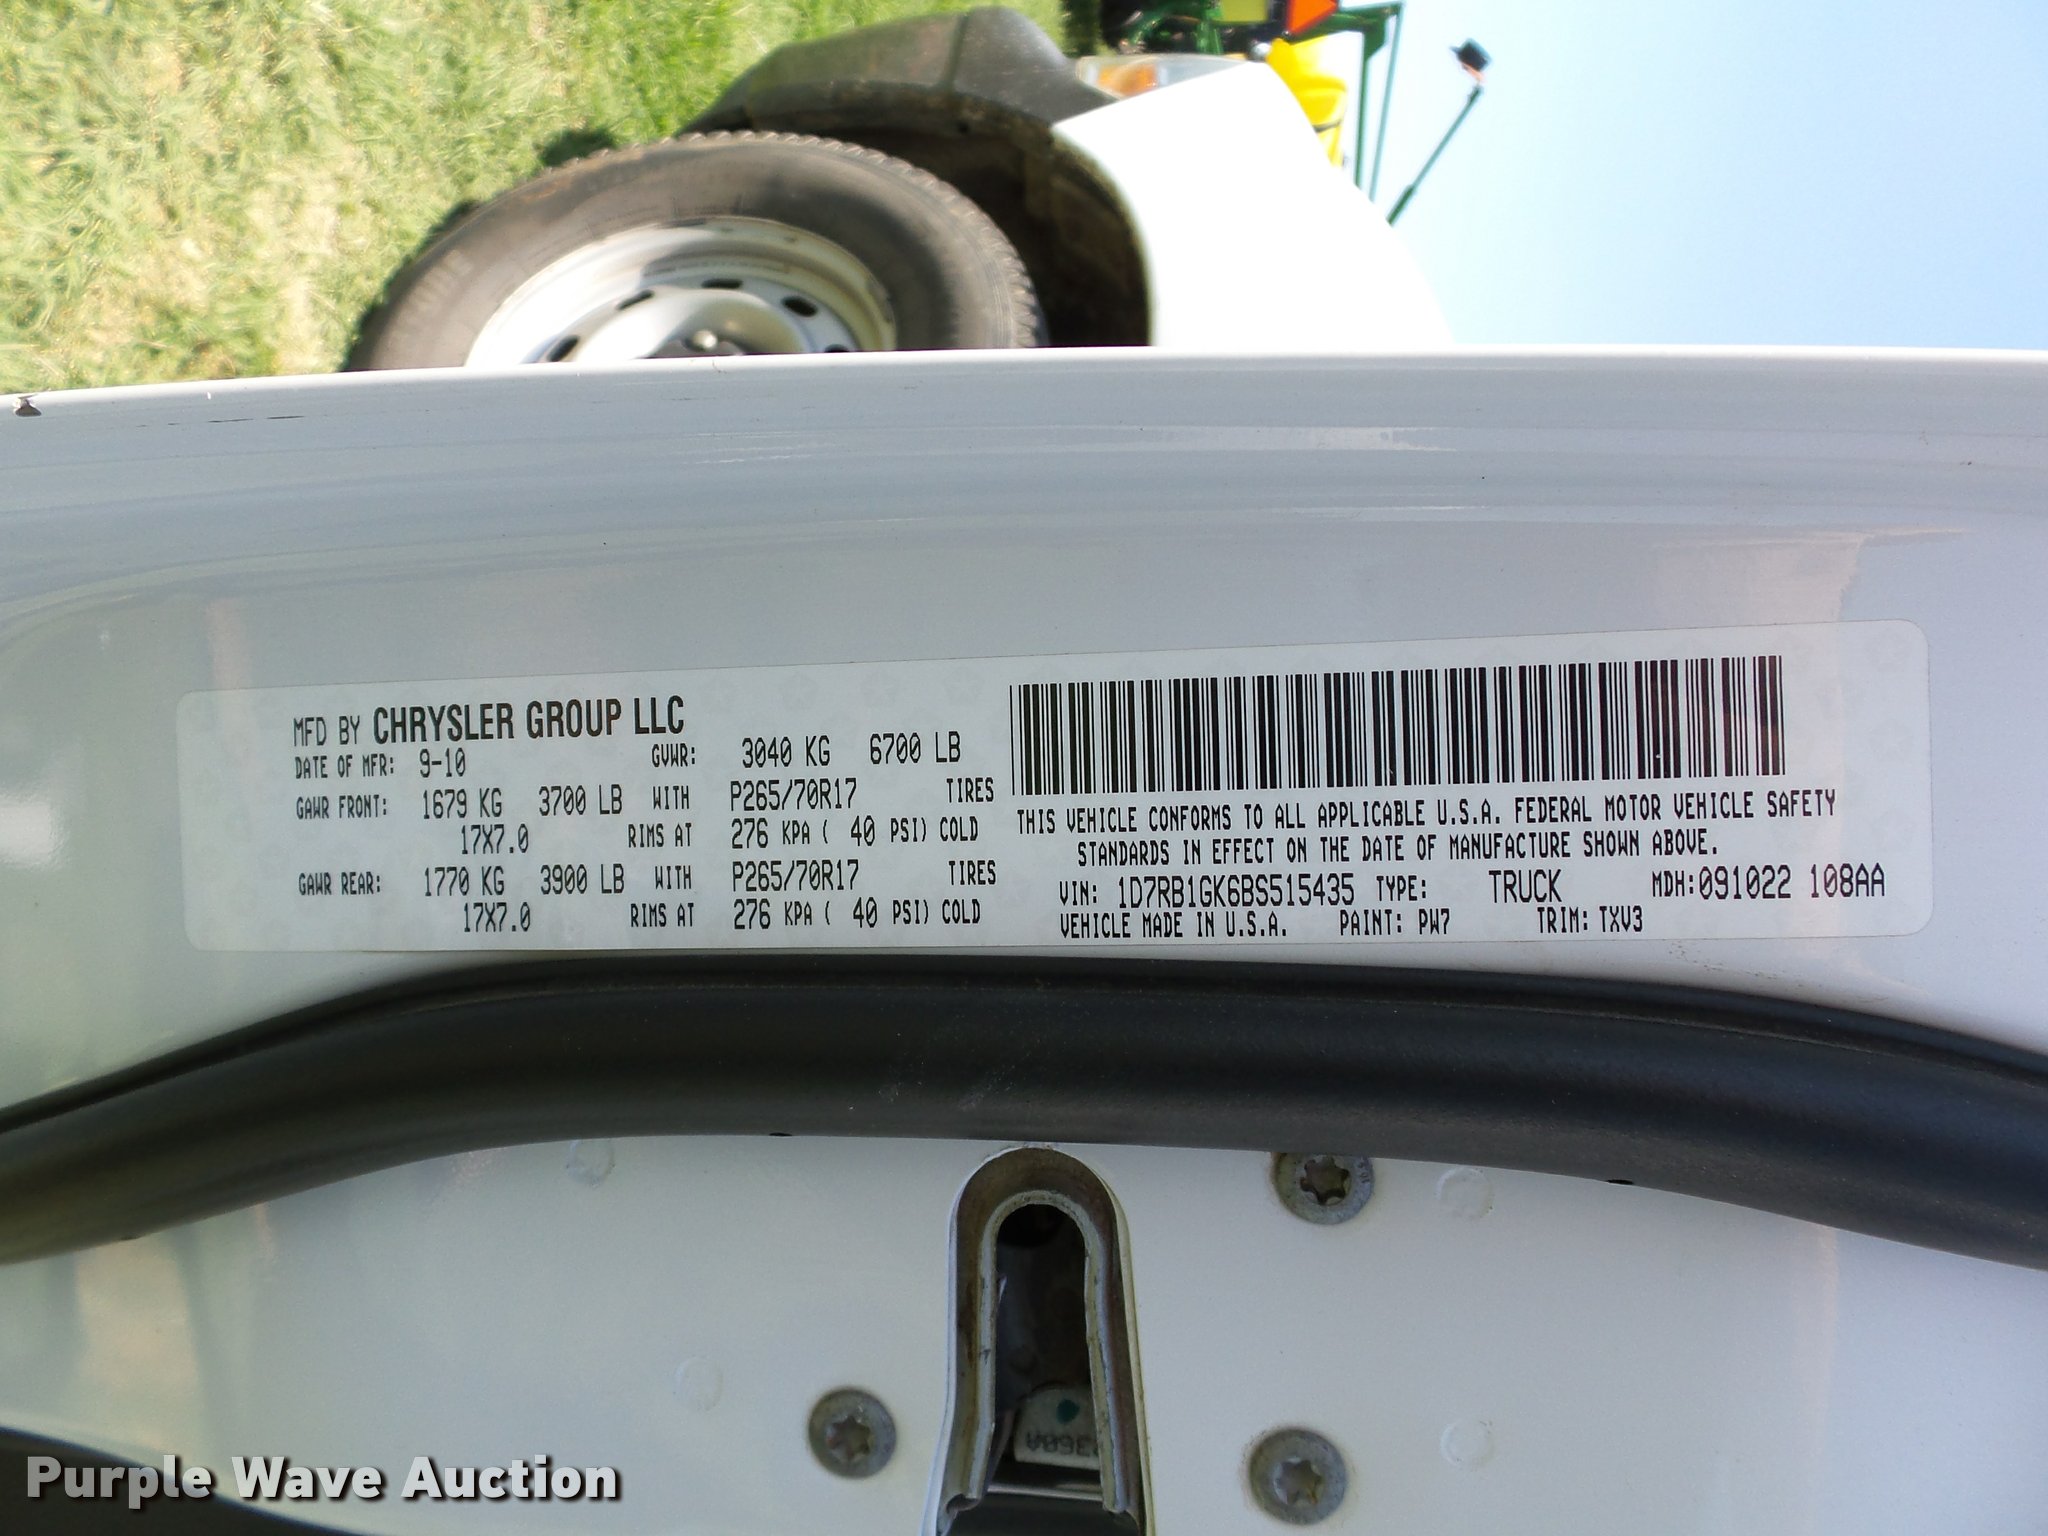 MFD BY CHRYSLER GROUP LLC
DATE OF MFR: 9-10 GVWR: 3040 KG 6700 LB
GAWR FRONT: 1679 KG 3700 LB WITH P265/70R17 TIRES
17X7.0 RIMS AT 276 KPA ( 40 PSI) COLD
GAWR REAR: 1770 KG 3900 LB WITH P265/70R17 TIRES
17X7.0 RIMS AT 276 KPA ( 40 PSI) COLD
THIS VEHICLE CONFORMS TO ALL APPLICABLE U.S.A. FEDERAL MOTOR VEHICLE SAFETY
STANDARDS IN EFFECT ON THE DATE OF MANUFACTURE SHOWN ABOVE.
VIN: 1D7RB1GK6BS515435 TYPE: TRUCK MDH:091022 108AA
VEHICLE MADE IN U.S.A. PAINT: PW7 TRIM: TXV3
Purple Wave Auction